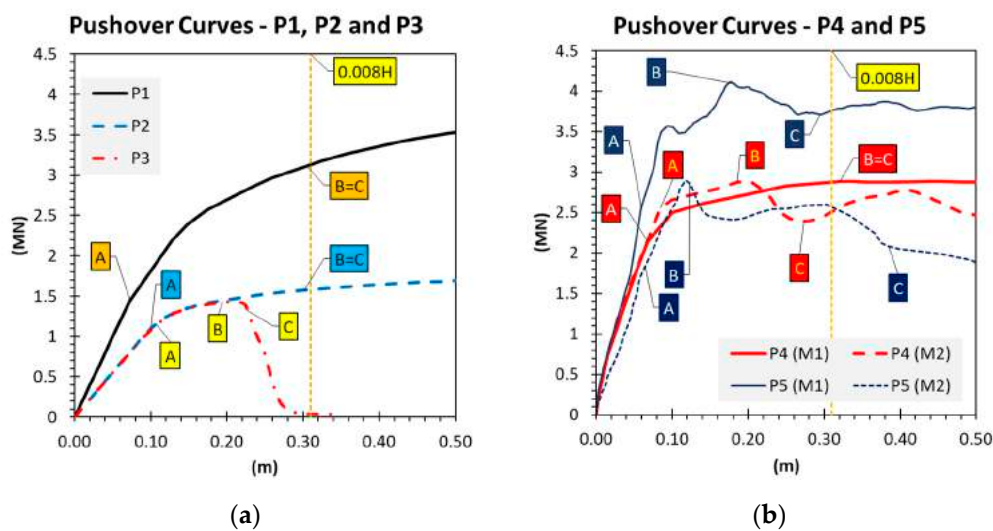 Pushover Curves - P1, P2 and P3
4.5
4
3.5
3
2.5
2
1.5
1
0.5
0
(MN)
P1
P2
P3
0.008H
A
B=C
A
B=C
A
B
C
0.00 0.10 0.20 0.30 0.40 0.50
(m)
(a)
Pushover Curves - P4 and P5
4.5
4
3.5
3
2.5
2
1.5
1
0.5
0
(MN)
B
0.008H
A
A
B
C
B=C
A
B
A
C
C
P4 (M1) P4 (M2)
P5 (M1) P5 (M2)
0.00 0.10 0.20 0.30 0.40 0.50
(m)
(b)